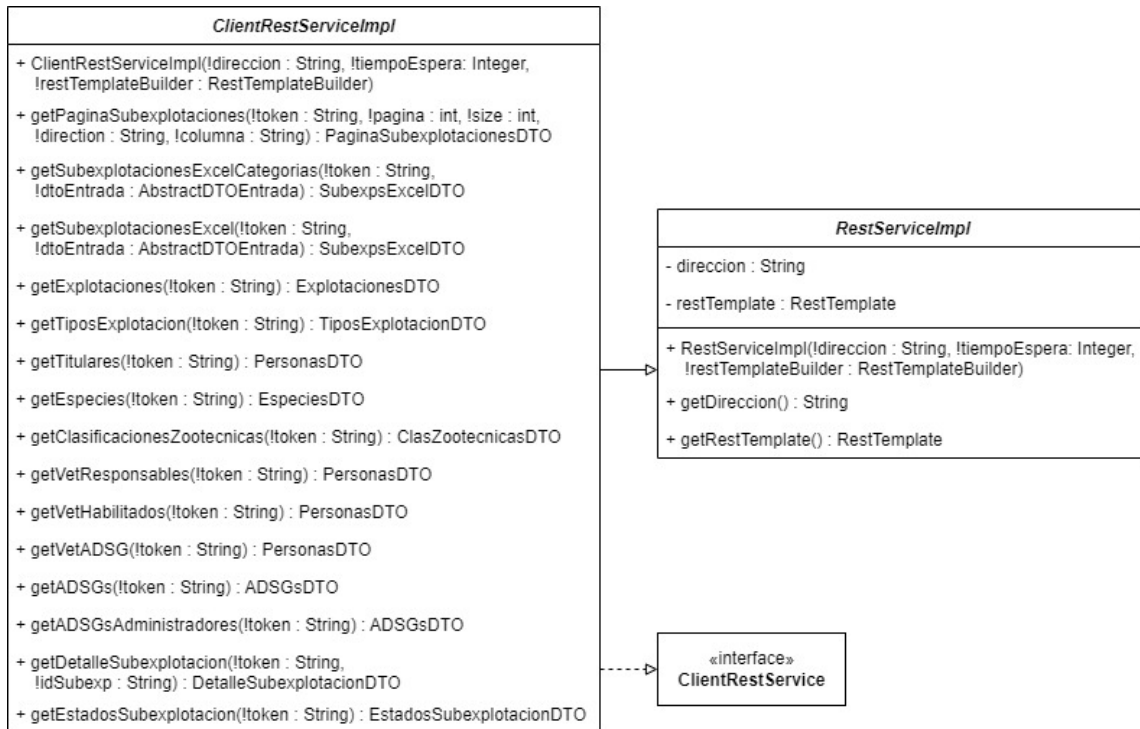 ClientRestServiceImpl
+ ClientRestServiceImpl(!direccion : String, !tiempoEspera: Integer,
!restTemplateBuilder : RestTemplateBuilder)
+ getPaginaSubexplotaciones(!token : String, !pagina : int, !size : int,
!direction : String, !columna : String) : PaginaSubexplotacionesDTO
+ getSubexplotacionesExcelCategorias(!token : String,
!dtoEntrada : AbstractDTOEntrada) : SubexpsExcelDTO
+ getSubexplotacionesExcel(!token : String,
!dtoEntrada : AbstractDTOEntrada) : SubexpsExcelDTO
+ getExplotaciones(!token : String) : ExplotacionesDTO
+ getTiposExplotacion(!token : String) : TiposExplotacionDTO
+ getTitulares(!token : String) : PersonasDTO
+ getEspecies(!token : String) : EspeciesDTO
+ getClasificacionesZootecnicas(!token : String) : ClasZootecnicasDTO
+ getVetResponsables(!token : String) : PersonasDTO
+ getVetHabilitados(!token : String) : PersonasDTO
+ getVetADSG(!token : String) : PersonasDTO
+ getADSGs(!token : String) : ADSGsDTO
+ getADSGsAdministradores(!token : String) : ADSGsDTO
+ getDetalleSubexplotacion(!token : String,
!idSubexp : String) : DetalleSubexplotacionDTO
+ getEstadosSubexplotacion(!token : String) : EstadosSubexplotacionDTO
RestServiceImpl
- direccion : String
- restTemplate : RestTemplate
+ RestServiceImpl(!direccion : String, !tiempoEspera: Integer,
!restTemplateBuilder : RestTemplateBuilder)
+ getDireccion() : String
+ getRestTemplate() : RestTemplate
«interface»
ClientRestService